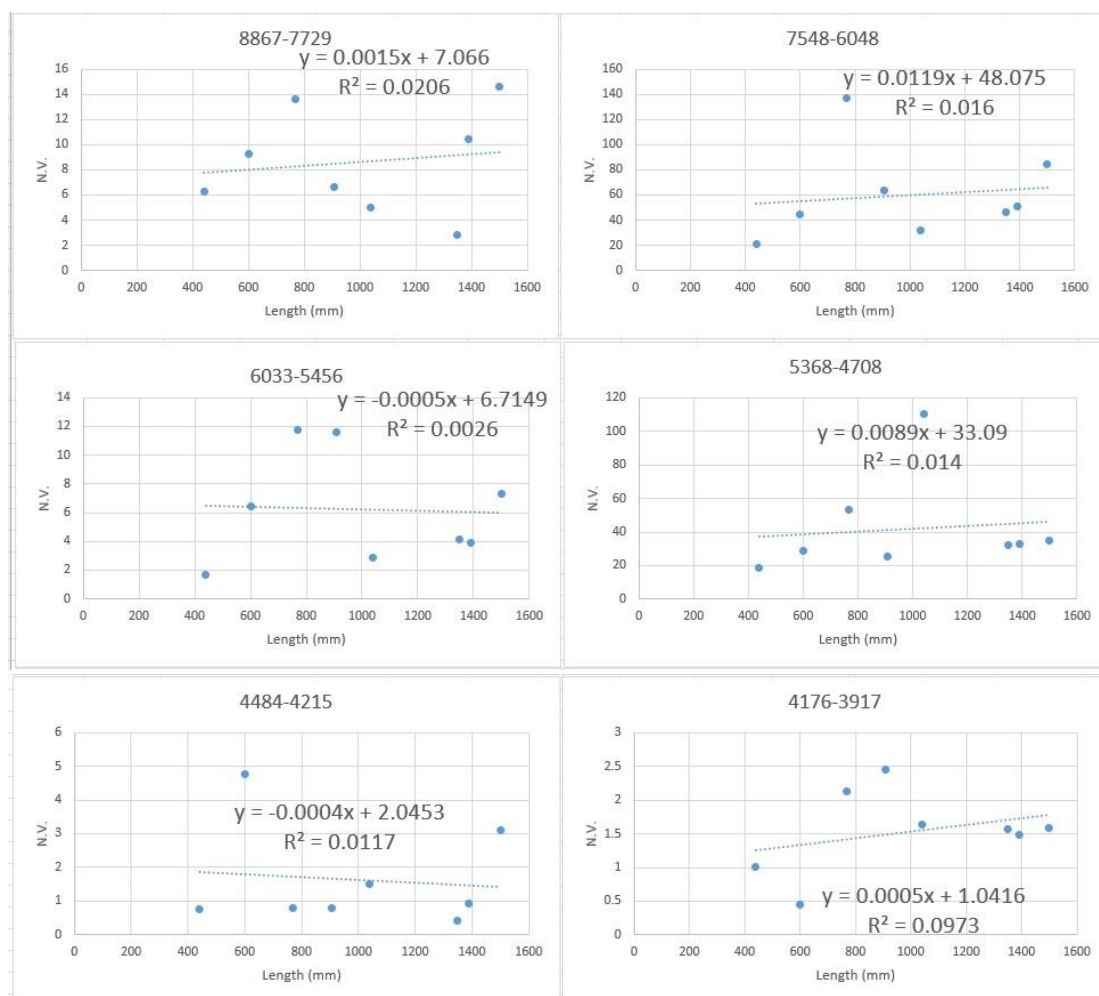 8867-7729
y = 0.0015x + 7.066
R² = 0.0206
16
14
12
10
8
6
4
2
0
N.V.
0 200 400 600 800 1000 1200 1400 1600
Length (mm)
7548-6048
y = 0.0119x + 48.075
R² = 0.016
160
140
120
100
80
60
40
20
0
N.V.
0 200 400 600 800 1000 1200 1400 1600
Length (mm)
6033-5456
y = -0.0005x + 6.7149
R² = 0.0026
14
12
10
8
6
4
2
0
N.V.
0 200 400 600 800 1000 1200 1400 1600
Length (mm)
5368-4708
y = 0.0089x + 33.09
R² = 0.014
120
100
80
60
40
20
0
N.V.
0 200 400 600 800 1000 1200 1400 1600
Length (mm)
4484-4215
y = -0.0004x + 2.0453
R² = 0.0117
6
5
4
3
2
1
0
N.V.
0 200 400 600 800 1000 1200 1400 1600
Length (mm)
4176-3917
3
2.5
2
1.5
1
0.5
0
N.V.
y = 0.0005x + 1.0416
R² = 0.0973
0 200 400 600 800 1000 1200 1400 1600
Length (mm)